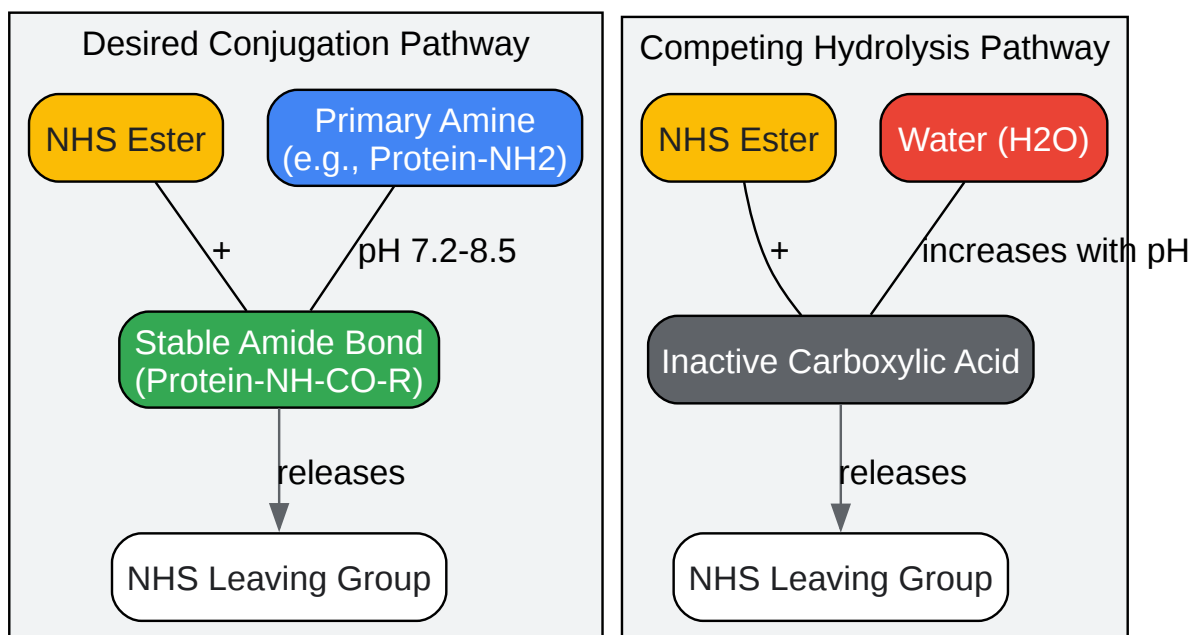 Desired Conjugation Pathway
NHS Ester
Primary Amine
(e.g., Protein-NH2)
+
pH 7.2-8.5
Stable Amide Bond
(Protein-NH-CO-R)
releases
NHS Leaving Group
Competing Hydrolysis Pathway
NHS Ester
Water (H2O)
+
increases with pH
Inactive Carboxylic Acid
releases
NHS Leaving Group